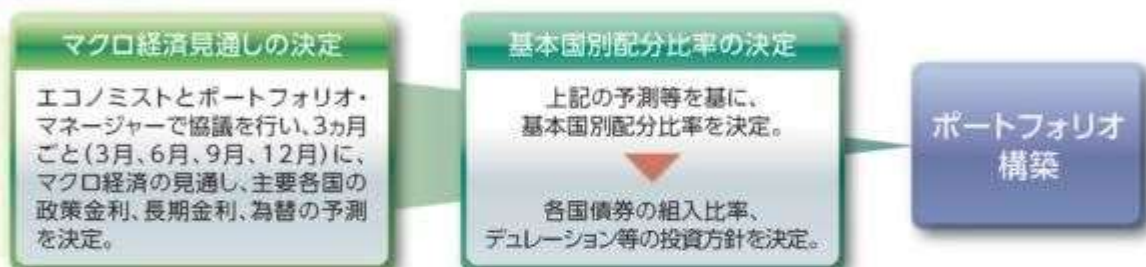 マクロ経済見通しの決定
エコノミストとポートフォリオ・
マネージャーで協議を行い、3ヵ月
ごと(3月、6月、9月、12月)に、
マクロ経済の見通し、主要各国の
政策金利、長期金利、為替の予測
を決定。
基本国別配分比率の決定
上記の予測等を基に、
基本国別配分比率を決定。
各国債券の組入比率、
デュレーション等の投資方針を決定。
ポートフォリオ
構築